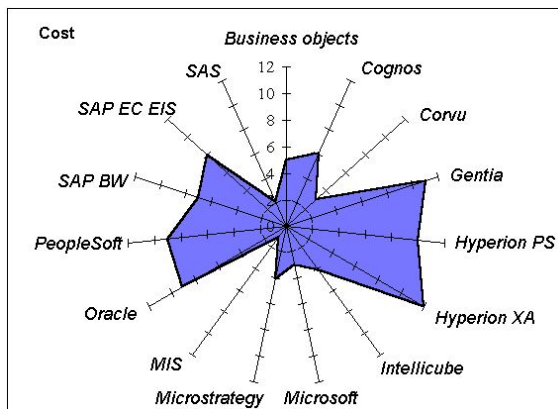 Cost
Business objects
12
10
8
6
4
2
0
Cognos
Corvu
Gentia
Hyperion PS
Hyperion XA
Intellicube
Microsoft
Microstrategy
MIS
Oracle
PeopleSoft
SAP BW
SAP EC EIS
SAS